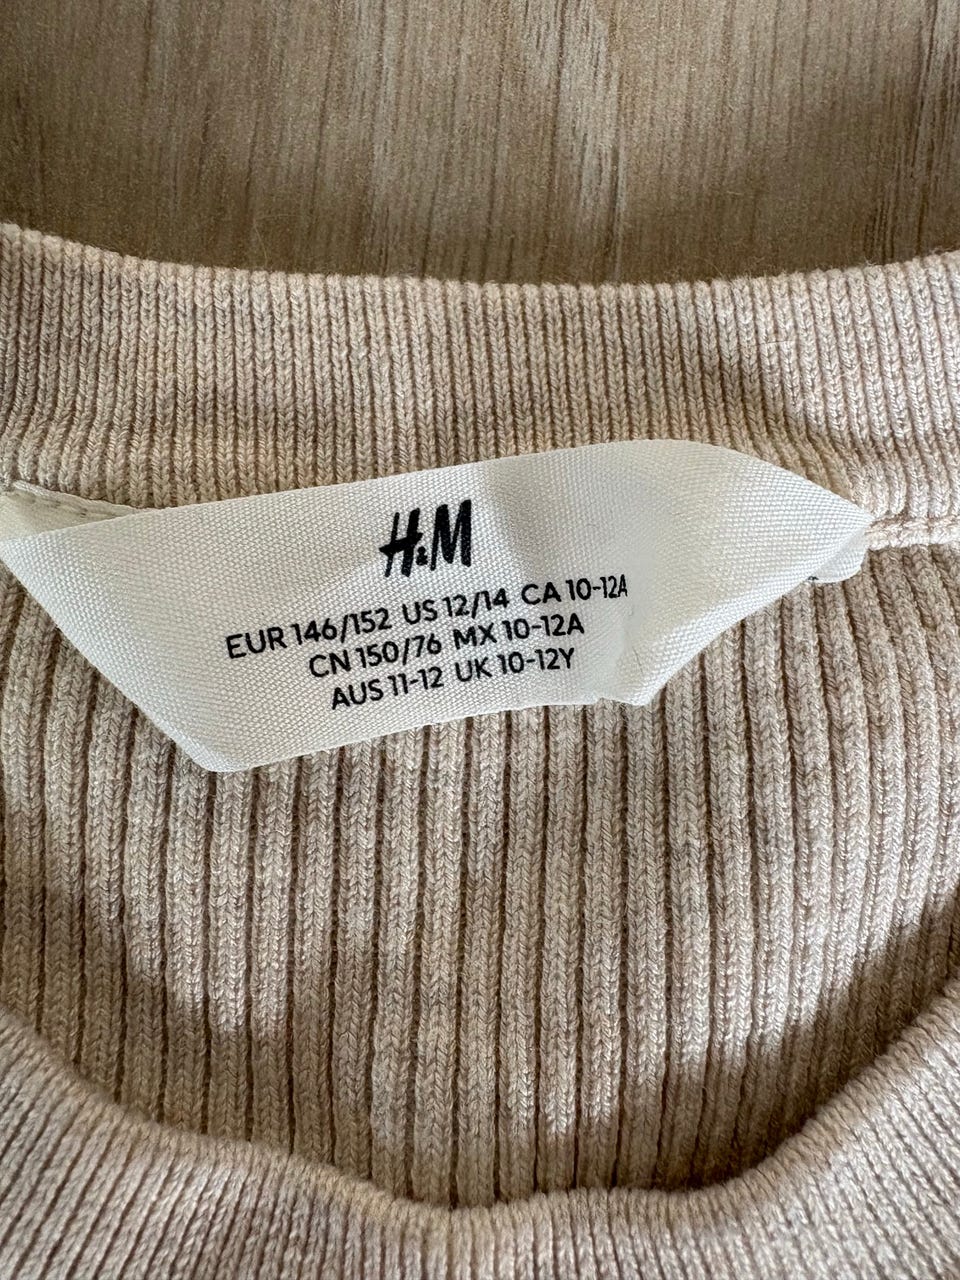 H&M
EUR 146/152 US 12/14 CA 10-12A
CN 150/76 MX 10-12A
AUS 11-12 UK 10-12Y